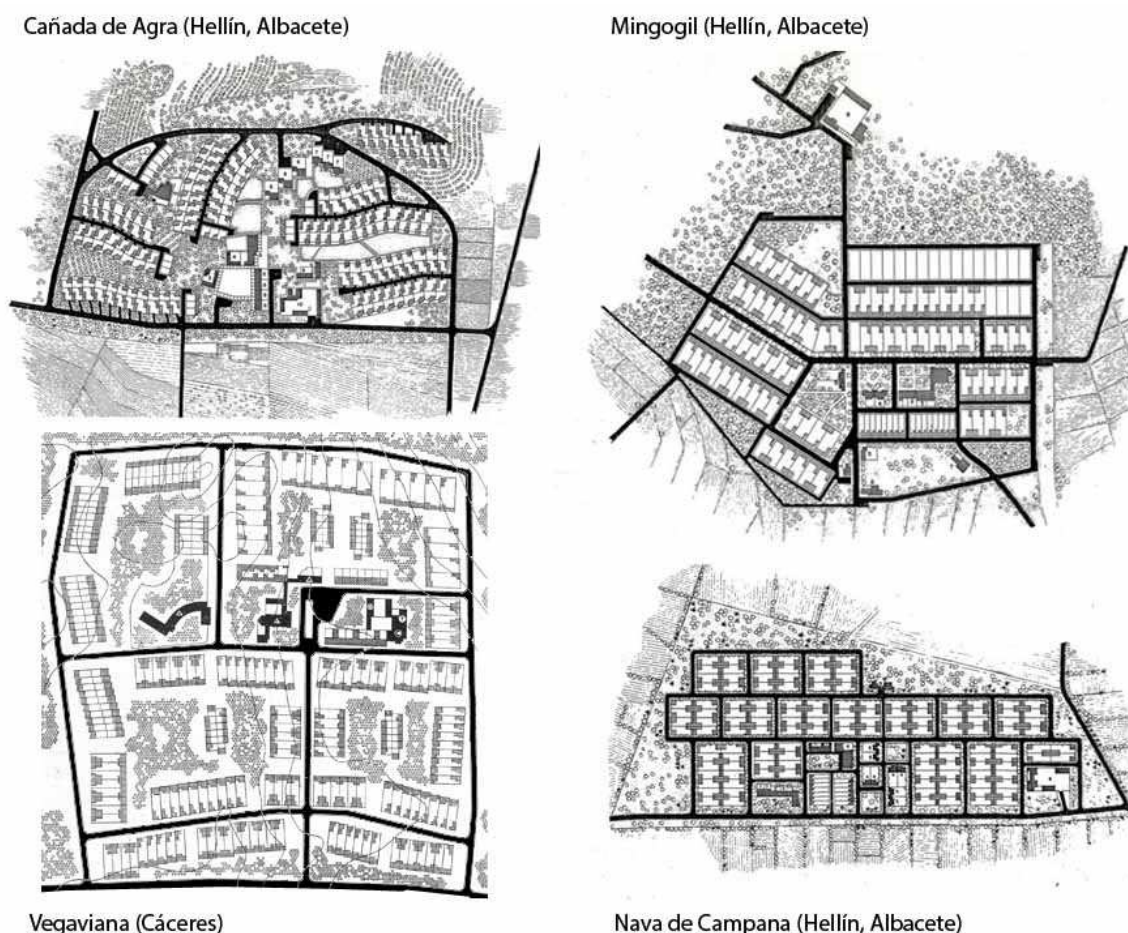 Cañada de Agra (Hellín, Albacete)
Mingogil (Hellín, Albacete)
Vegaviana (Cáceres)
Nava de Campana (Hellín, Albacete)